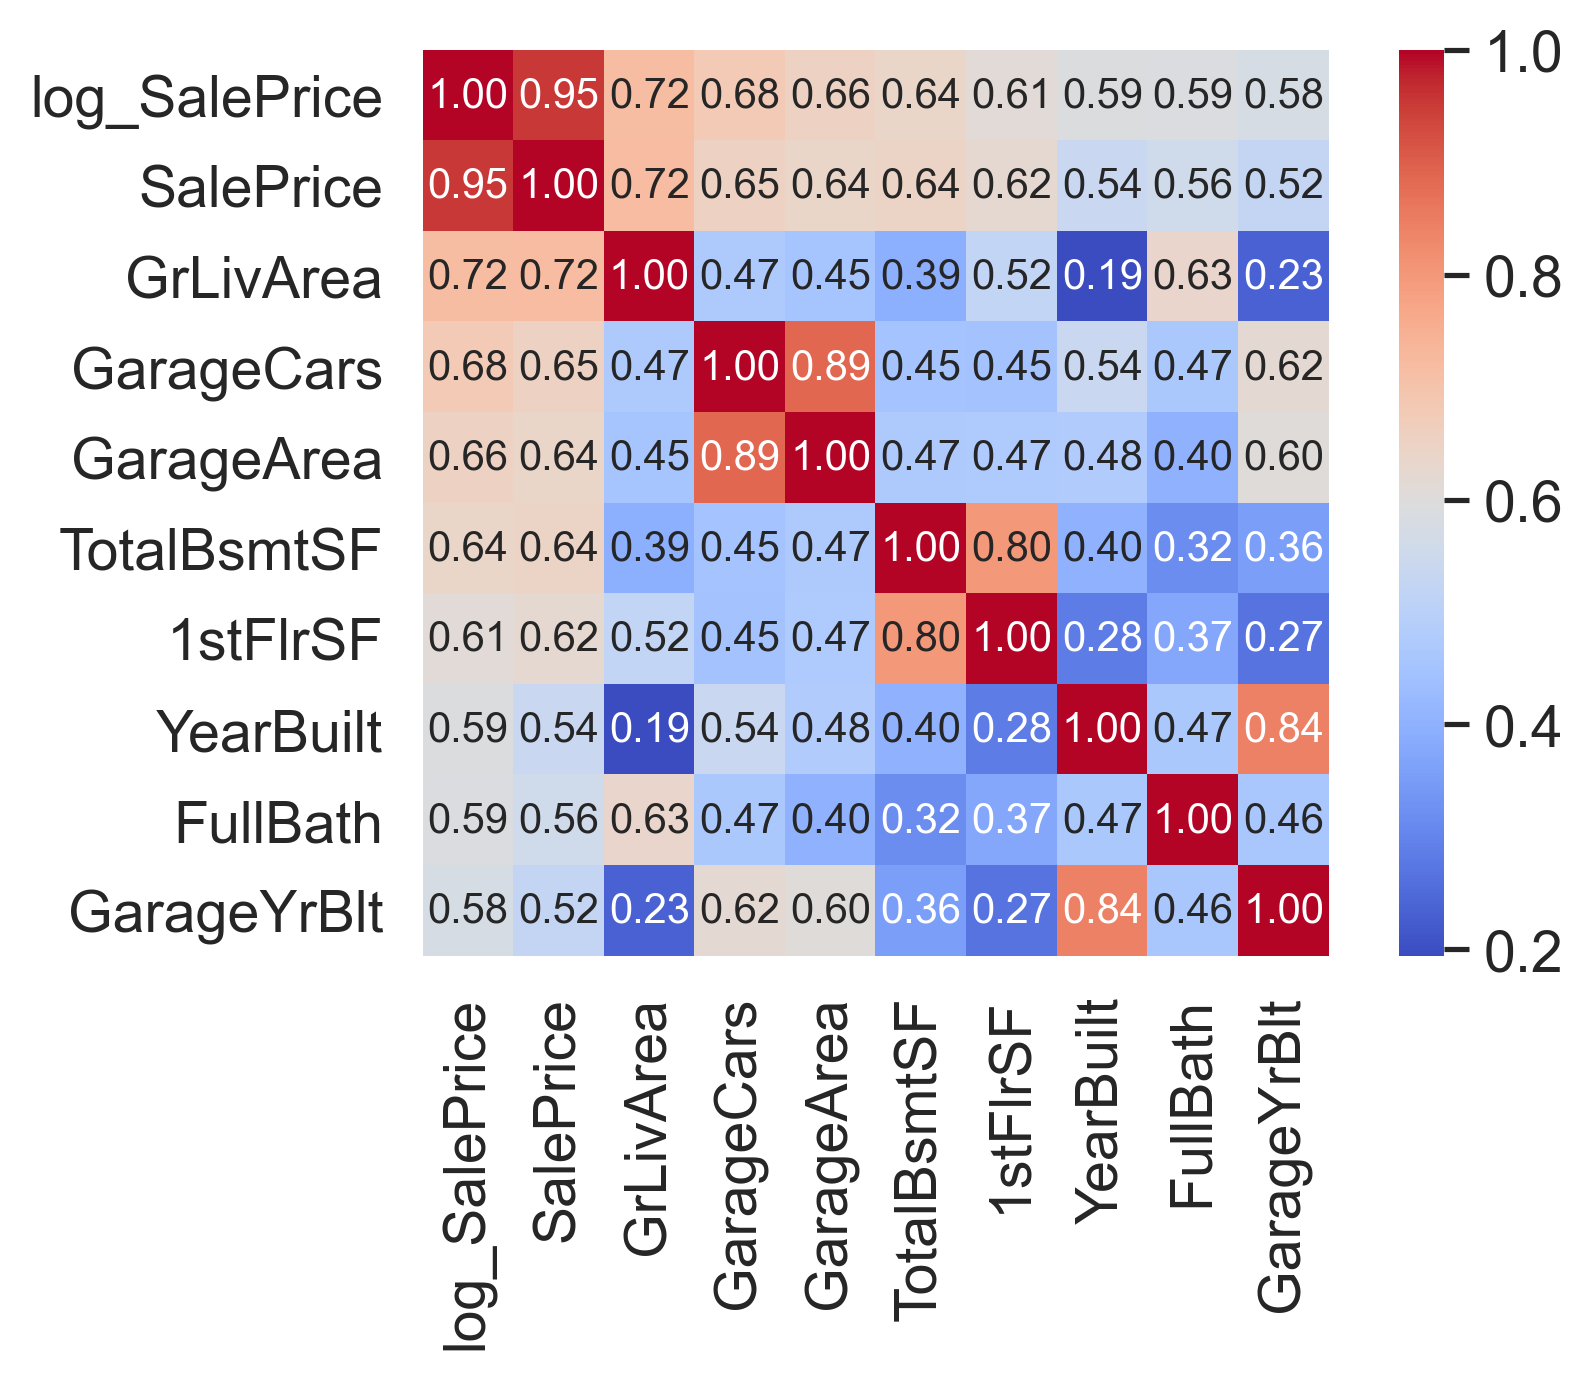 log_SalePrice 1.00 0.95 0.72 0.68 0.66 0.64 0.61 0.59 0.59 0.58
SalePrice 0.95 1.00 0.72 0.65 0.64 0.64 0.62 0.54 0.56 0.52
GrLivArea 0.72 0.72 1.00 0.47 0.45 0.39 0.52 0.19 0.63 0.23
GarageCars 0.68 0.65 0.47 1.00 0.89 0.45 0.45 0.54 0.47 0.62
GarageArea 0.66 0.64 0.45 0.89 1.00 0.47 0.47 0.48 0.40 0.60
TotalBsmtSF 0.64 0.64 0.39 0.45 0.47 1.00 0.80 0.40 0.32 0.36
1stFlrSF 0.61 0.62 0.52 0.45 0.47 0.80 1.00 0.28 0.37 0.27
YearBuilt 0.59 0.54 0.19 0.54 0.48 0.40 0.28 1.00 0.47 0.84
FullBath 0.59 0.56 0.63 0.47 0.40 0.32 0.37 0.47 1.00 0.46
GarageYrBlt 0.58 0.52 0.23 0.62 0.60 0.36 0.27 0.84 0.46 1.00
log_SalePrice
SalePrice
GrLivArea
GarageCars
GarageArea
TotalBsmtSF
1stFlrSF
YearBuilt
FullBath
GarageYrBlt
1.0
0.8
0.6
0.4
0.2